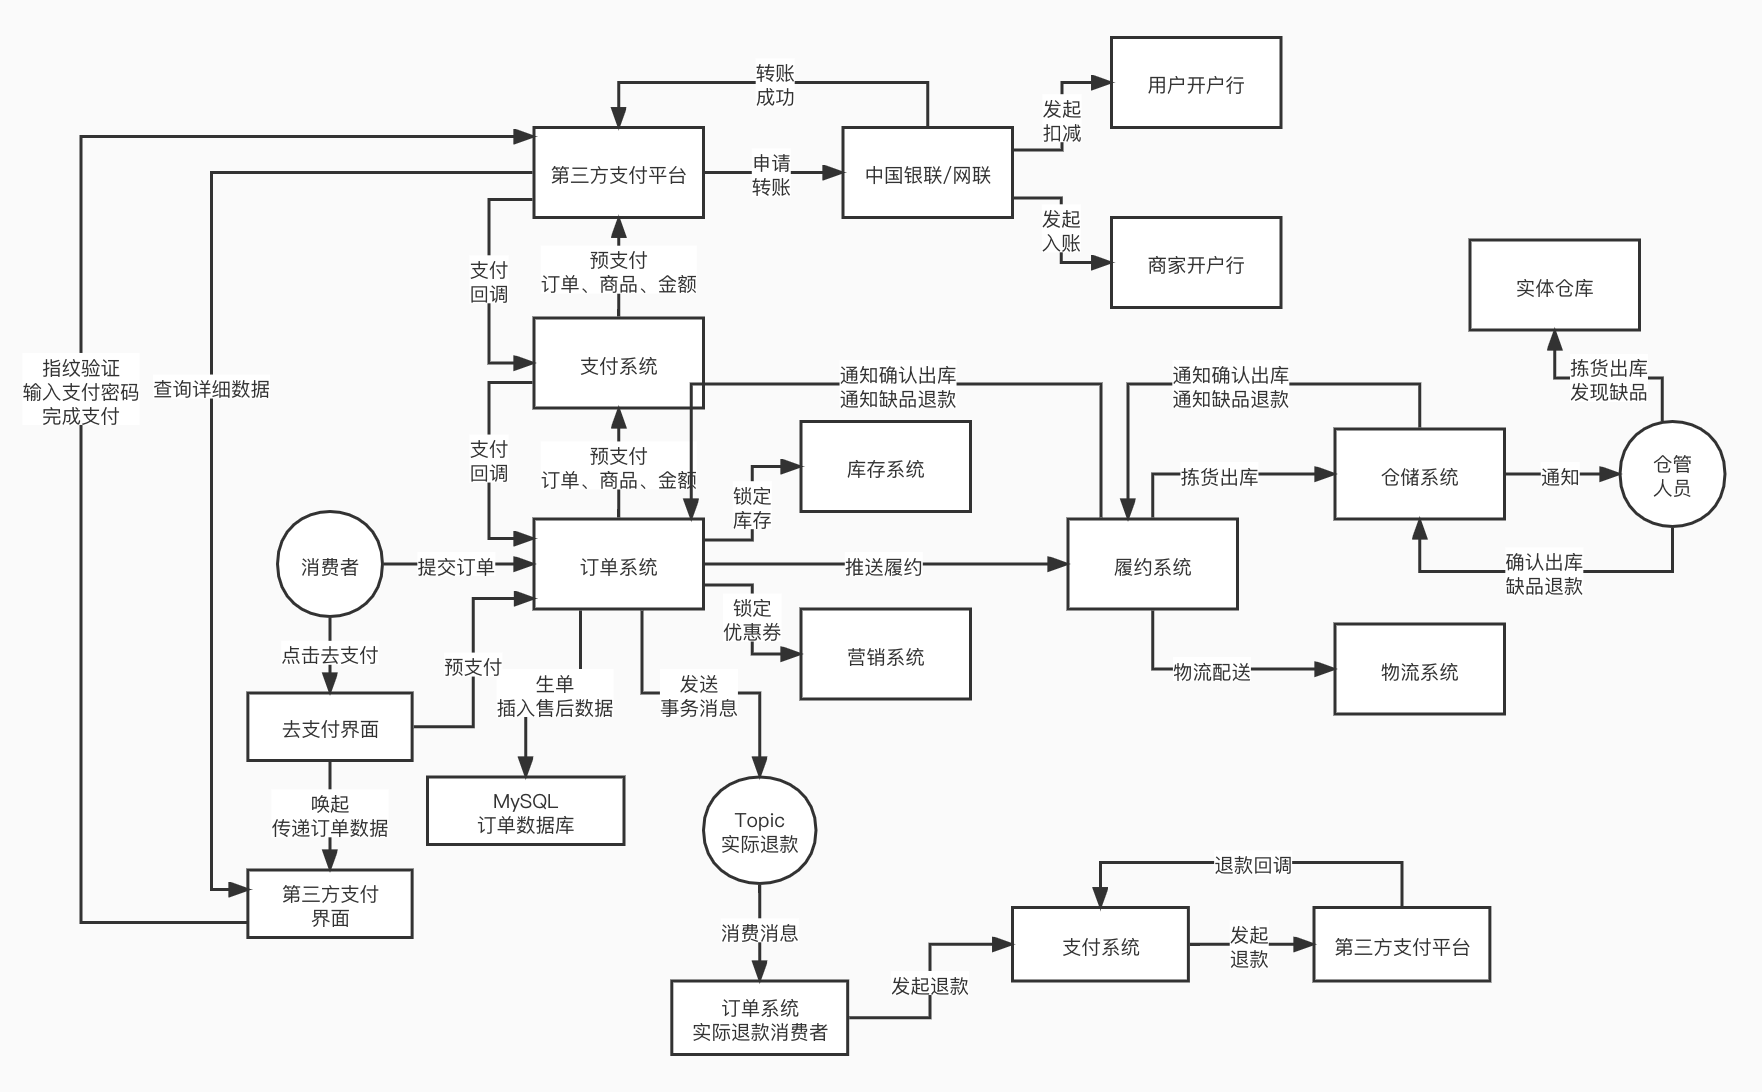 转账
成功
用户开户行
发起
扣减
第三方支付平台
申请
转账
中国银联/网联
发起
入账
商家开户行
支付
回调
预支付
订单、商品、金额
实体仓库
指纹验证
输入支付密码
完成支付
查询详细数据
支付系统
通知确认出库
通知缺品退款
通知确认出库
通知缺品退款
拣货出库
发现缺品
支付
回调
预支付
订单、商品、金额
库存系统
锁定
库存
拣货出库
仓储系统
通知
仓管
人员
消费者
提交订单
订单系统
推送履约
履约系统
确认出库
缺品退款
锁定
优惠券
营销系统
点击去支付
预支付
生单
插入售后数据
发送
事务消息
物流配送
物流系统
去支付界面
唤起
传递订单数据
MySQL
订单数据库
Topic
实际退款
第三方支付
界面
退款回调
消费消息
支付系统
发起
退款
第三方支付平台
发起退款
订单系统
实际退款消费者